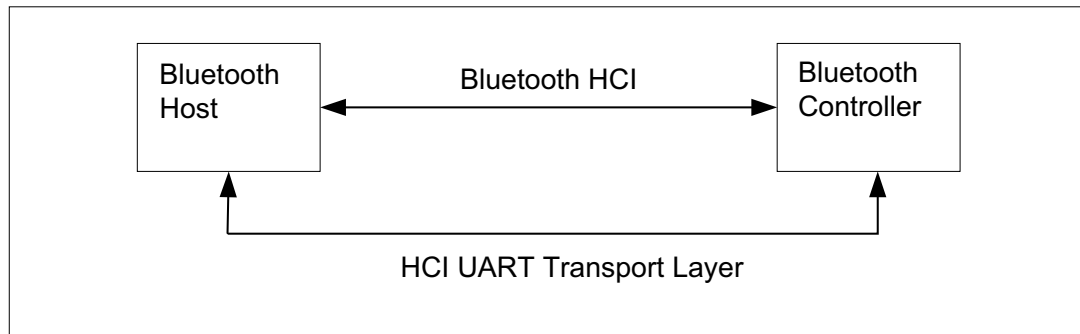 Bluetooth
Host
Bluetooth HCI
Bluetooth
Controller
HCI UART Transport Layer